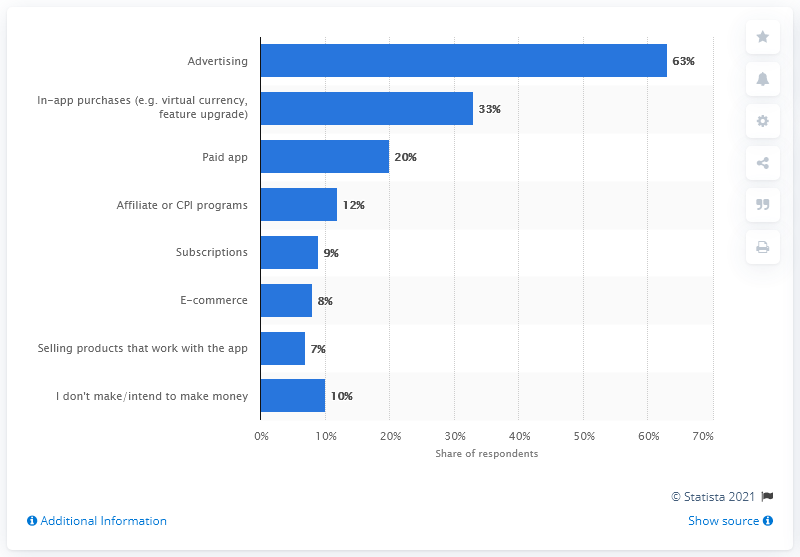 Advertising
63%
In-app purchases (e.g. virtual currency,
feature upgrade)
33%
Paid app
20%
Affiliate or CPI programs
12%
Subscriptions
9%
E-commerce
8%
Selling products that work with the app
7%
I don't make/intend to make money
10%
0% 10% 20% 30% 40% 50% 60% 70%
Share of respondents
© Statista 2021
Additional Information
Show source